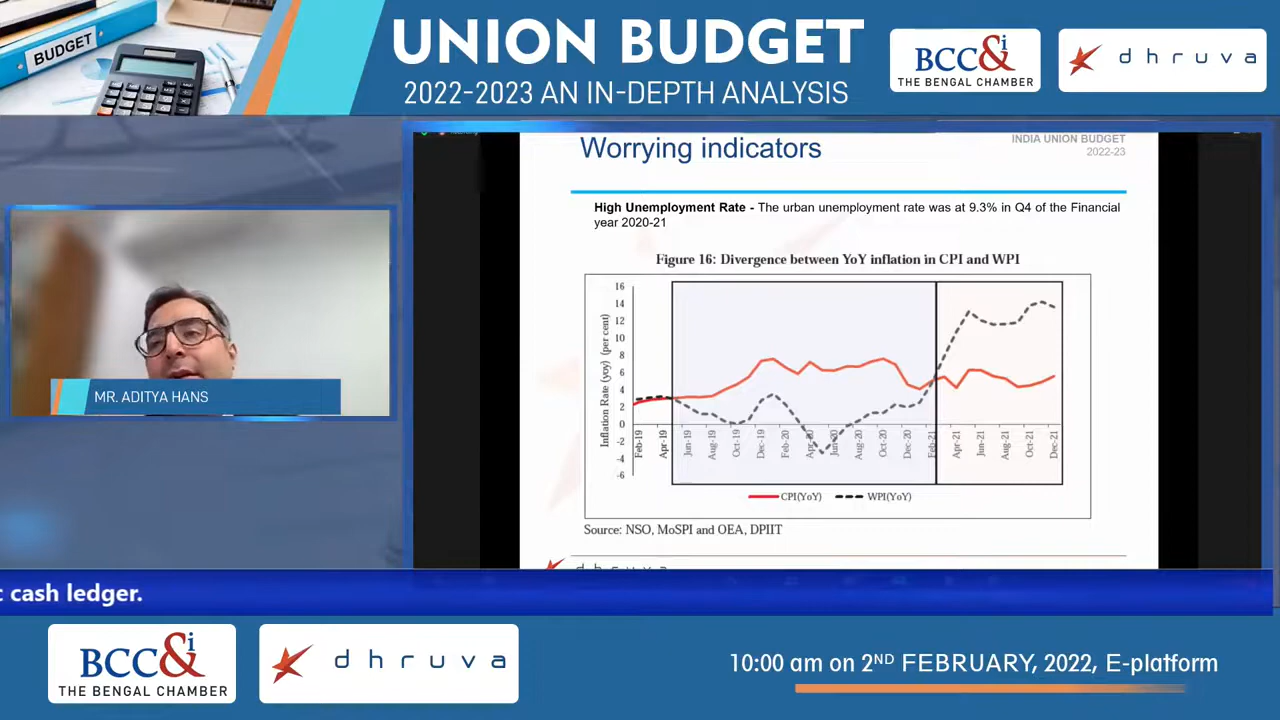 BUDGET
UNION BUDGET
2022-2023 AN IN-DEPTH ANALYSIS
BCC&i
THE BENGAL CHAMBER
dhruva
Worrying indicators
INDIA UNION BUDGET
2022-23
High Unemployment Rate - The urban unemployment rate was at 9.3% in Q4 of the Financial
year 2020-21
Figure 16: Divergence between YoY inflation in CPI and WPI
Inflation Rate (yoy) (per cent)
16
14
12
10
8
6
4
2
0
-2
-4
-6
Feb-19
Apr-19
Jun-19
Aug-19
Oct-19
Dec-19
Feb-20
Apr-20
Jun-20
Aug-20
Oct-20
Dec-20
Feb-21
Apr-21
Jun-21
Aug-21
Oct-21
Dec-21
CPI(YoY)
WPI(YoY)
Source: NSO, MoSPI and OEA, DPIIT
dhruva
MR. ADITYA HANS
cash ledger.
BCC&i
THE BENGAL CHAMBER
dhruva
10:00 am on 2ND FEBRUARY, 2022, E-platform